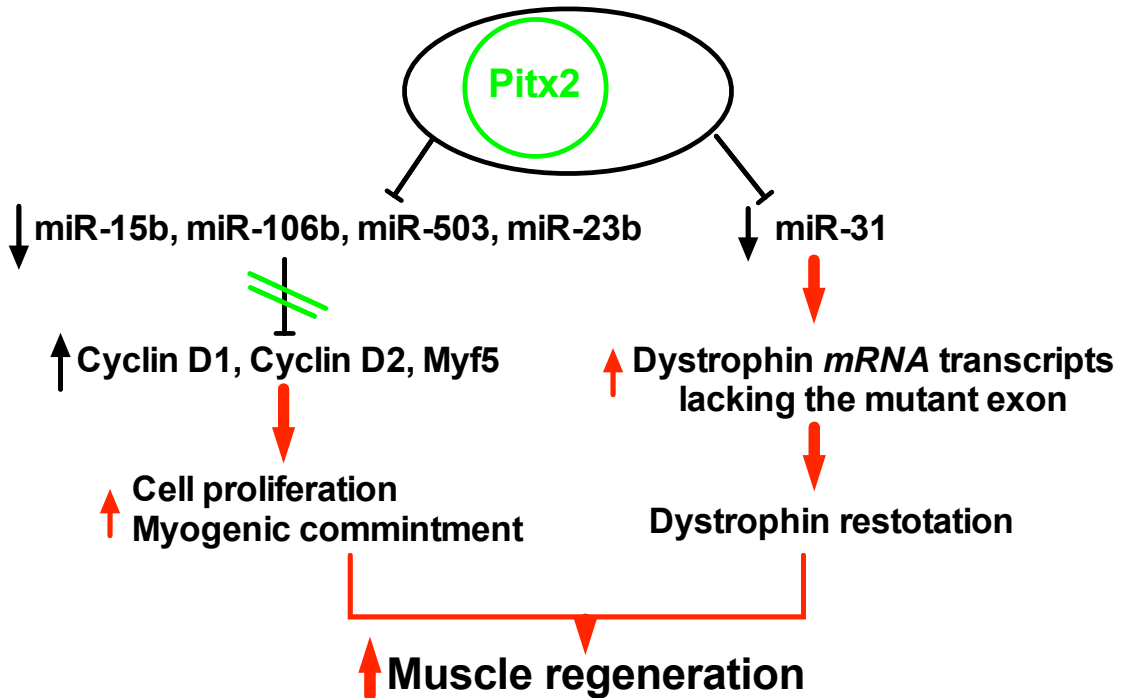 Pitx2
miR-15b, miR-106b, miR-503, miR-23b
miR-31
Cyclin D1, Cyclin D2, Myf5
Dystrophin mRNA transcripts
lacking the mutant exon
Cell proliferation
Myogenic commintment
Dystrophin restotation
Muscle regeneration